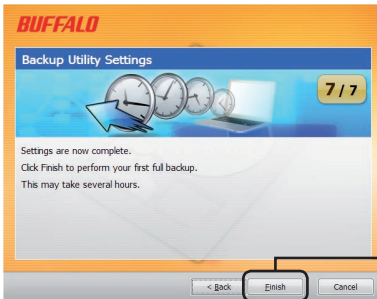 BUFFALO
Backup Utility Settings
7 / 7
Settings are now complete.
Click Finish to perform your first full backup.
This may take several hours.
< Back
Finish
Cancel